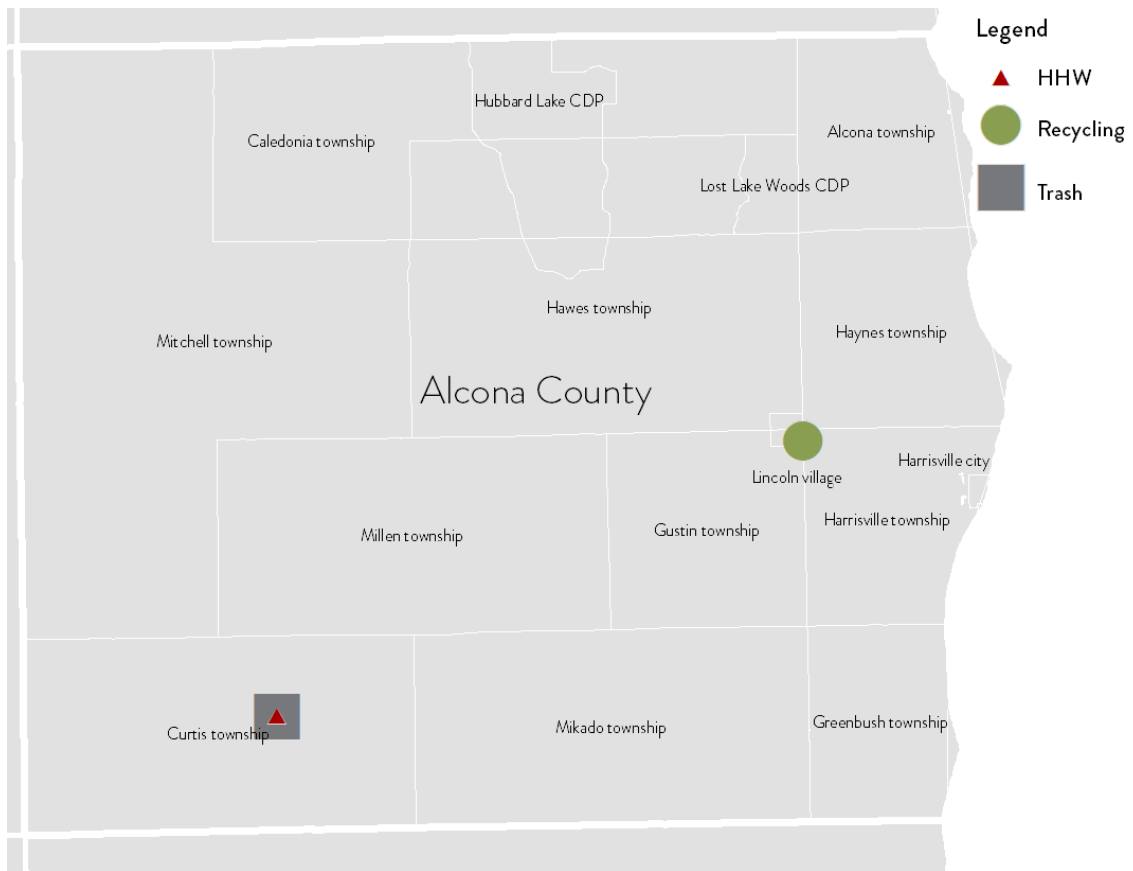 Legend
HHW
Recycling
Trash
Hubbard Lake CDP
Caledonia township
Alcona township
Lost Lake Woods CDP
Hawes township
Haynes township
Mitchell township
Alcona County
Harrisville city
Lincoln village
Harrisville township
Gustin township
Millen township
Greenbush township
Mikado township
Curtis township